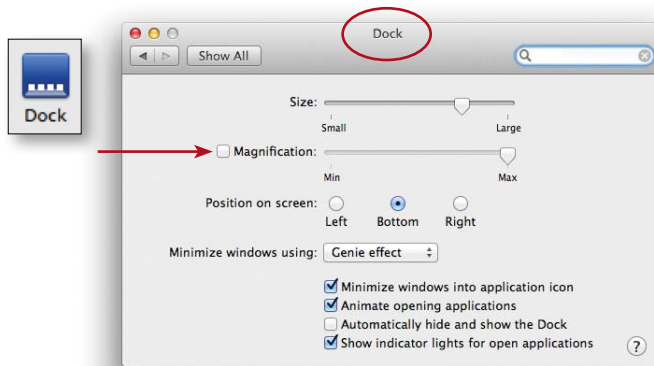 Dock
Dock
Show All
Size:
Small Large
Magnification:
Min Max
Position on screen:
Left Bottom Right
Minimize windows using: Genie effect
Minimize windows into application icon
Animate opening applications
Automatically hide and show the Dock
Show indicator lights for open applications
?